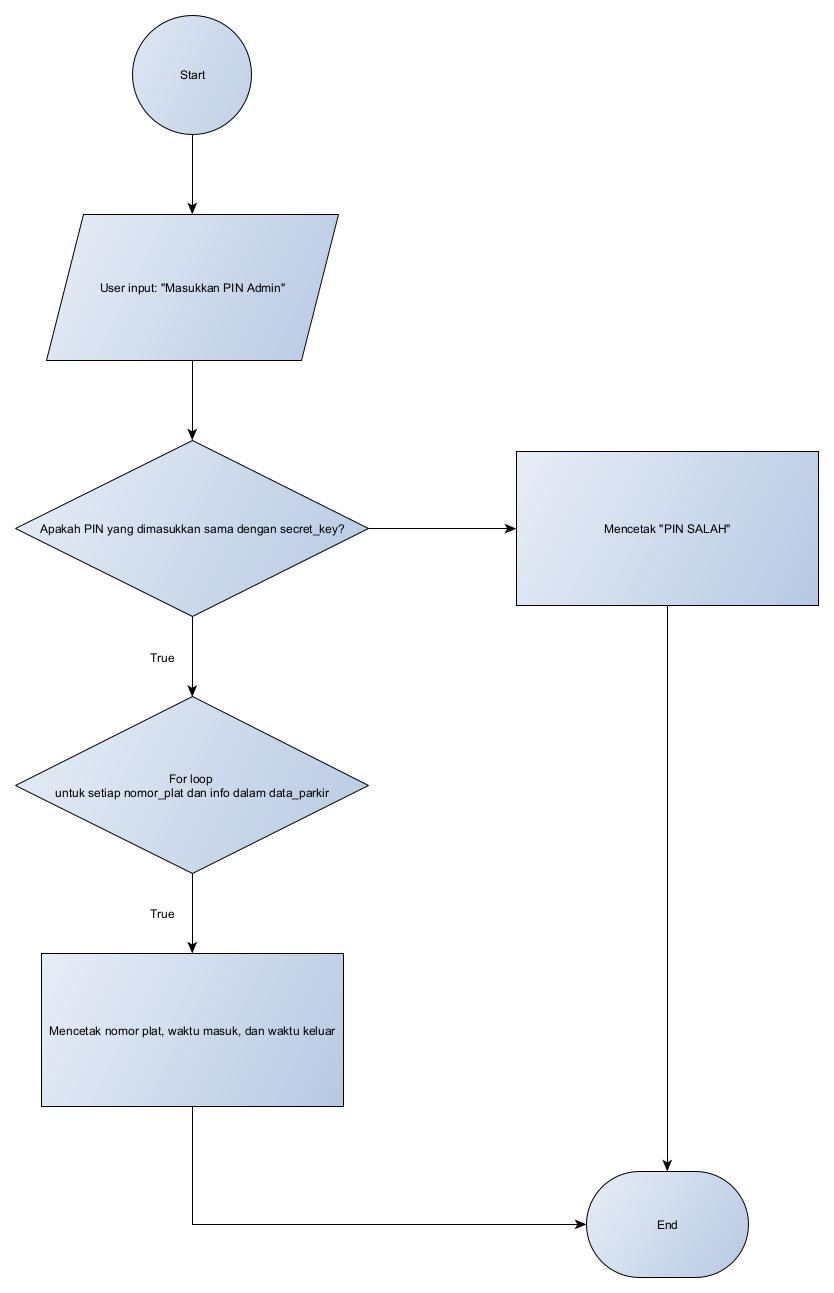 Start
User input: "Masukkan PIN Admin"
Apakah PIN yang dimasukkan sama dengan secret_key?
Mencetak "PIN SALAH"
True
For loop
untuk setiap nomor_plat dan info dalam data_parkir
True
Mencetak nomor plat, waktu masuk, dan waktu keluar
End